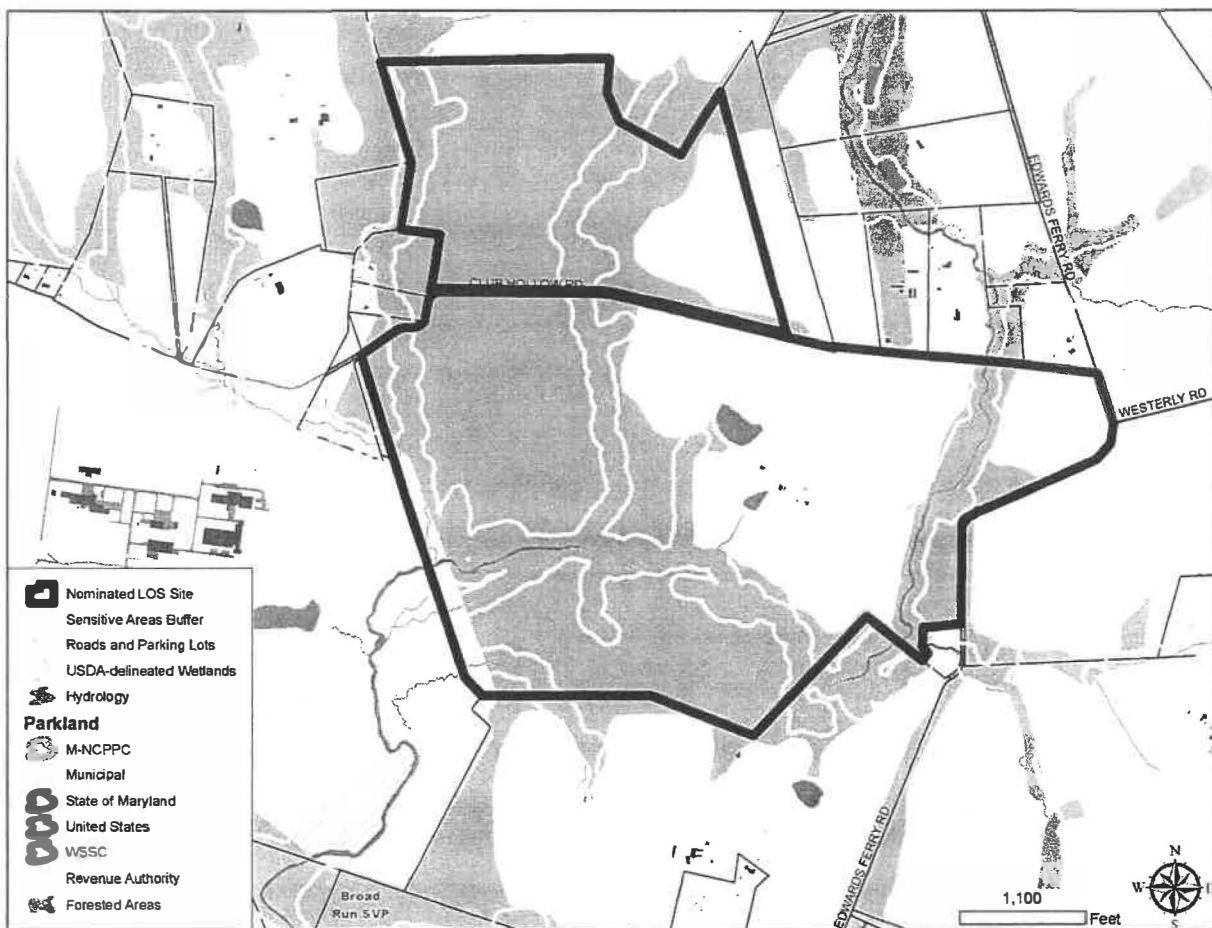 EDWARDS FERRY RD
CLUB HOLLOW RD
WESTERLY RD
Nominated LOS Site
Sensitive Areas Buffer
Roads and Parking Lots
USDA-delineated Wetlands
Hydrology
Parkland
M-NCPPC
Municipal
State of Maryland
United States
WSSC
Revenue Authority
Forested Areas
Broad
Run SVP
EDWARDS FERRY RD
1,100
Feet
N
W
S